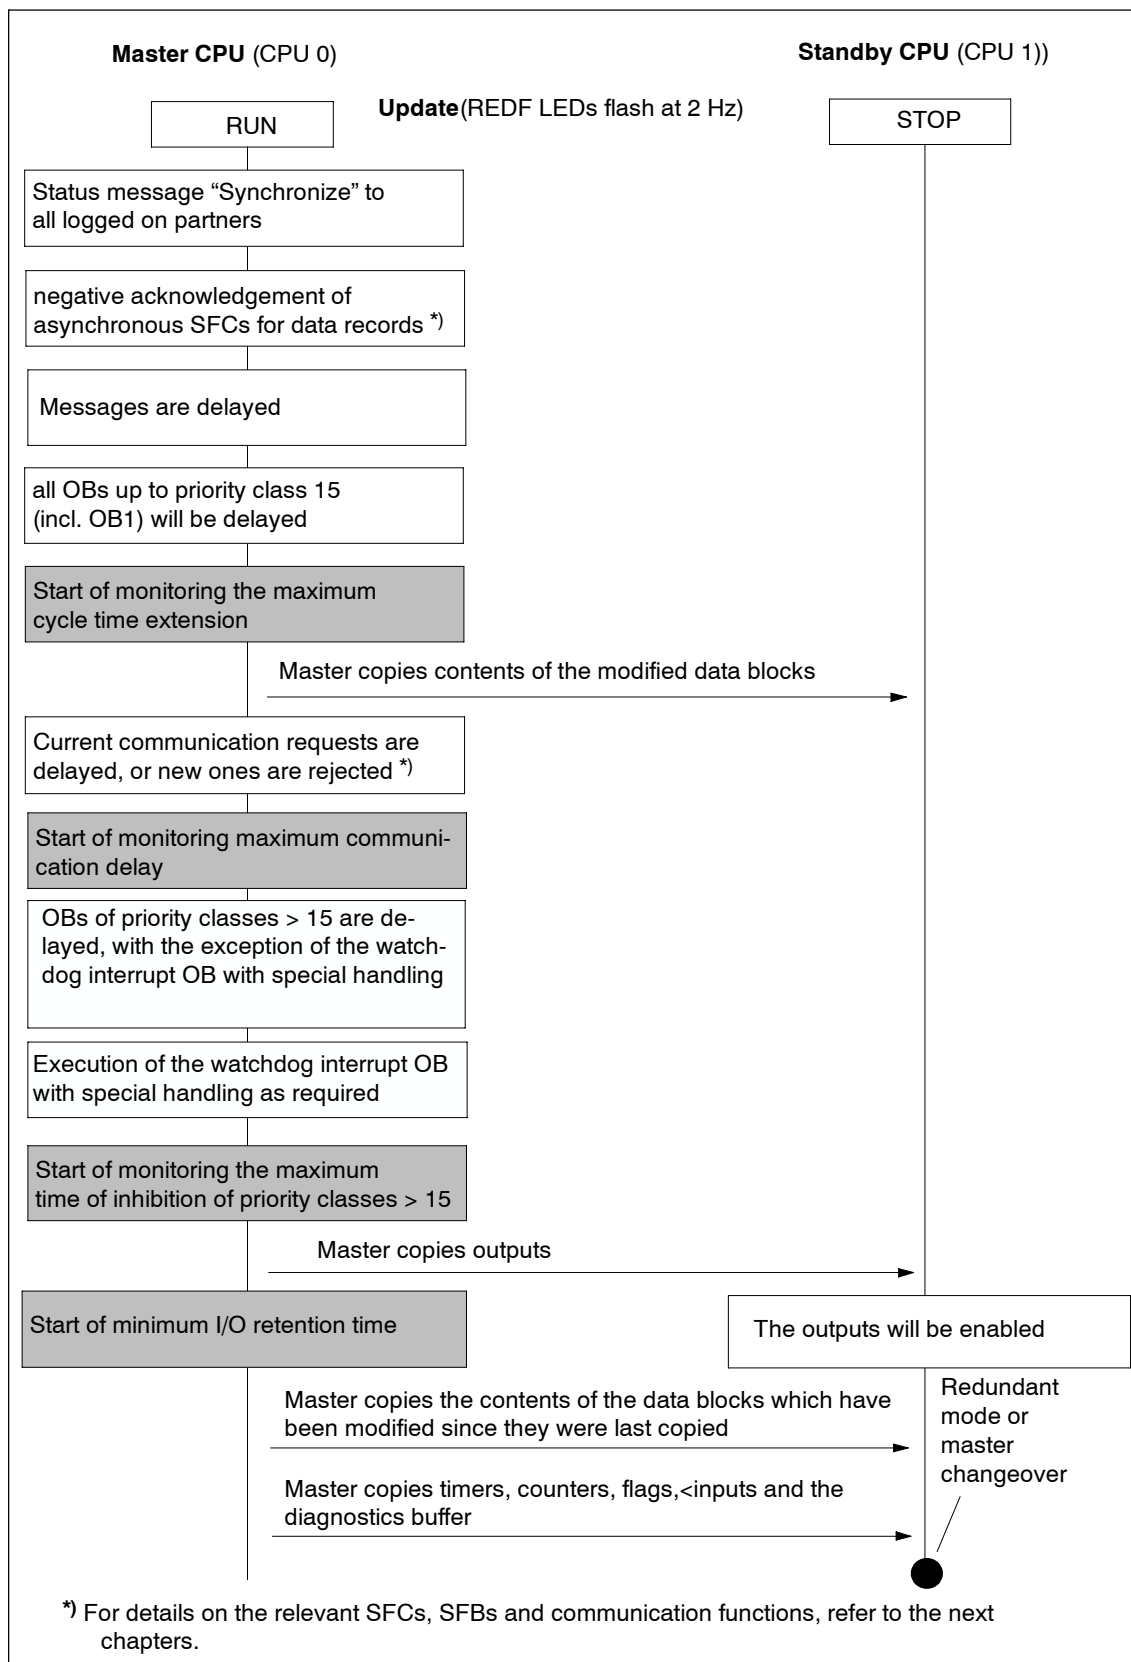 Master CPU (CPU 0)
Standby CPU (CPU 1))
Update(REDF LEDs flash at 2 Hz)
RUN
STOP
Status message “Synchronize” to
all logged on partners
negative acknowledgement of
asynchronous SFCs for data records *)
Messages are delayed
all OBs up to priority class 15
(incl. OB1) will be delayed
Start of monitoring the maximum
cycle time extension
Master copies contents of the modified data blocks
Current communication requests are
delayed, or new ones are rejected *)
Start of monitoring maximum communi-
cation delay
OBs of priority classes > 15 are de-
layed, with the exception of the watch-
dog interrupt OB with special handling
Execution of the watchdog interrupt OB
with special handling as required
Start of monitoring the maximum
time of inhibition of priority classes > 15
Master copies outputs
Start of minimum I/O retention time
The outputs will be enabled
Master copies the contents of the data blocks which have
been modified since they were last copied
Redundant
mode or
master
changeover
Master copies timers, counters, flags,<inputs and the
diagnostics buffer
*) For details on the relevant SFCs, SFBs and communication functions, refer to the next
chapters.